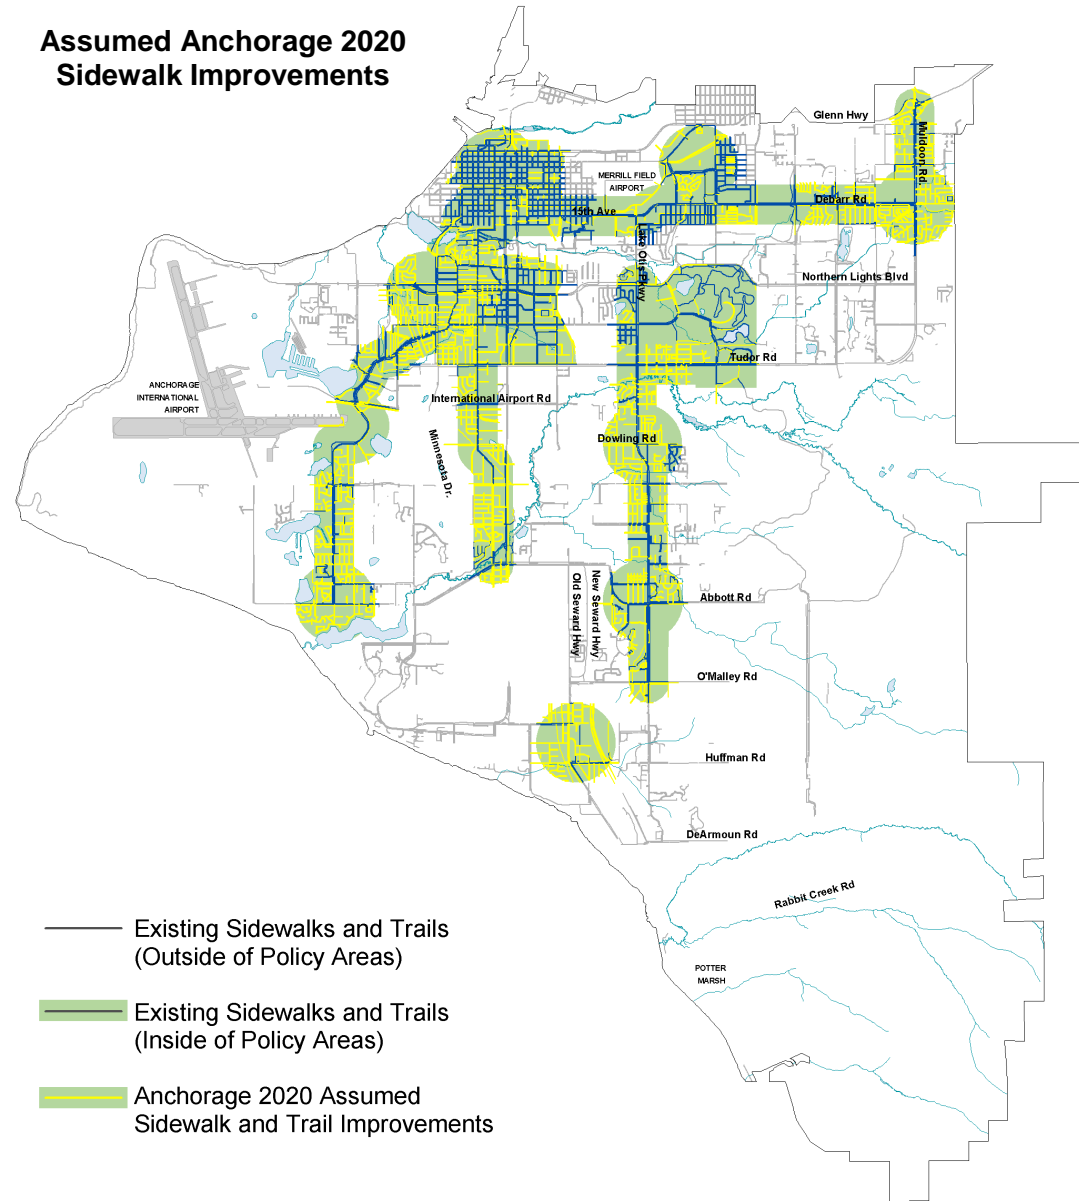 Assumed Anchorage 2020
Sidewalk Improvements
Glenn Hwy
Muldoon Rd.
MERRILL FIELD
AIRPORT
Debarr Rd
15th Ave
Lake Otis Pkwy
Northern Lights Blvd
Tudor Rd
ANCHORAGE
INTERNATIONAL
AIRPORT
International Airport Rd
Minnesota Dr.
Dowling Rd
Old Seward Hwy
New Seward Hwy
Abbott Rd
O'Malley Rd
Huffman Rd
DeArmoun Rd
Rabbit Creek Rd
POTTER
MARSH
Existing Sidewalks and Trails
(Outside of Policy Areas)
Existing Sidewalks and Trails
(Inside of Policy Areas)
Anchorage 2020 Assumed
Sidewalk and Trail Improvements